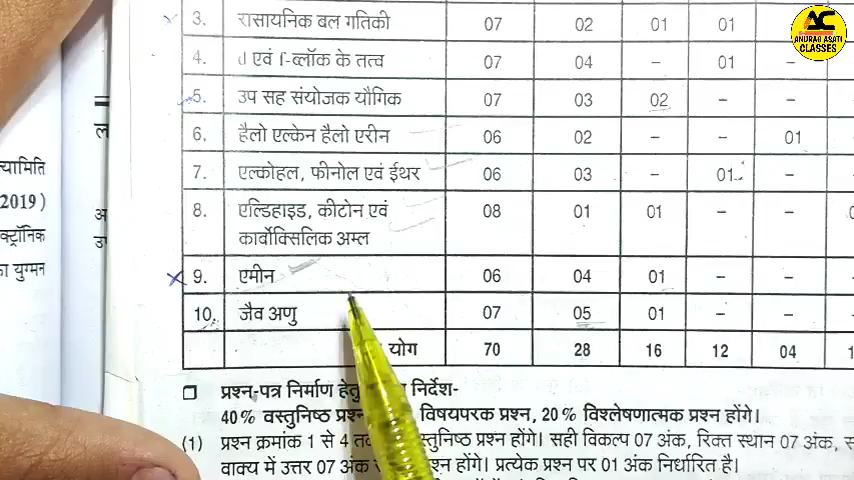 AC
ANURAG ASATI
CLASSES
3. रासायनिक बल गतिकी 07 02 01 01
4. d एवं f-ब्लॉक के तत्व 07 04 – 01 –
5. उप सह संयोजक यौगिक 07 03 02 – –
6. हैलो एल्केन हैलो एरीन 06 02 – – 01
7. एल्कोहल, फीनोल एवं ईथर 06 03 – 01 –
8. एल्डिहाइड, कीटोन एवं 08 01 01 – –
कार्बोक्सिलिक अम्ल
9. एमीन 06 04 01 – –
10. जैव अणु 07 05 01 – –
योग 70 28 16 12 04
प्रश्न-पत्र निर्माण हेतु निर्देश-
40% वस्तुनिष्ठ विषयपरक प्रश्न, 20% विश्लेषणात्मक प्रश्न होंगे।
(1) प्रश्न क्रमांक 1 से 4 प्रश्न होंगे। सही विकल्प 07 अंक, रिक्त स्थान 07 अंक,
वाक्य में उत्तर 07 अंक होंगे। प्रत्येक प्रश्न पर 01 अंक निर्धारित है।
त्यामिति
2019)
क्ट्रॉनिक
का युग्मन